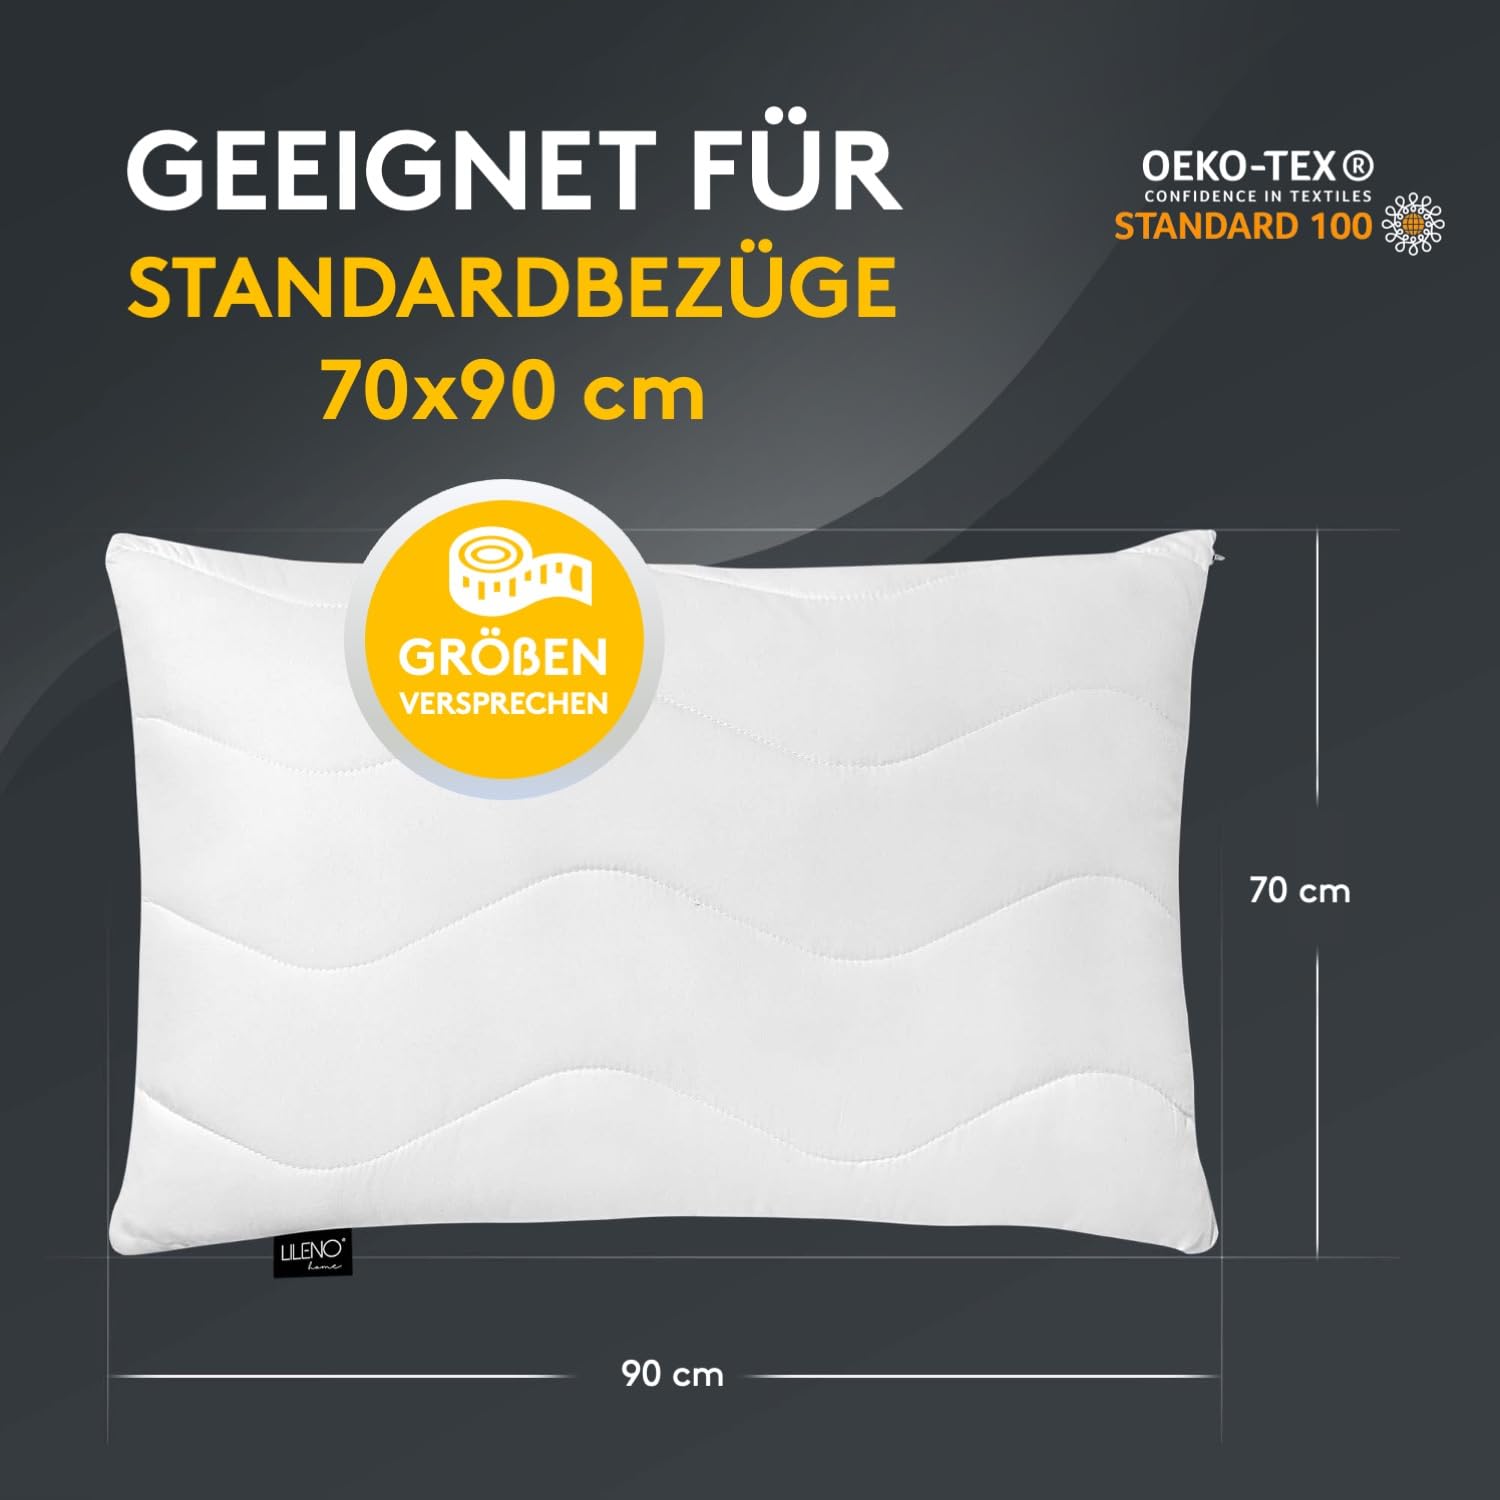 GEEIGNET FÜR
STANDARDBEZÜGE
70x90 cm
OEKO-TEX®
CONFIDENCE IN TEXTILES
STANDARD 100
GRÖßEN
VERSPRECHEN
70 cm
LILENO®
home
90 cm